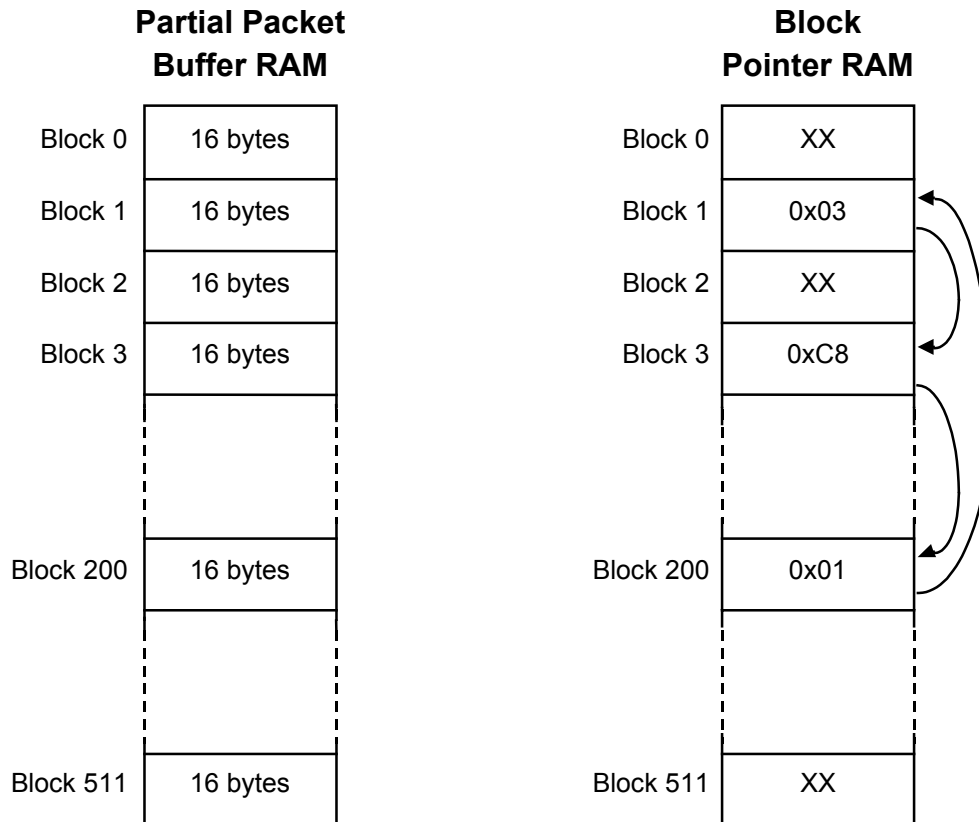 Partial Packet
Buffer RAM
Block 0 16 bytes
Block 1 16 bytes
Block 2 16 bytes
Block 3 16 bytes
Block 200 16 bytes
Block 511 16 bytes
Block
Pointer RAM
Block 0 XX
Block 1 0x03
Block 2 XX
Block 3 0xC8
Block 200 0x01
Block 511 XX